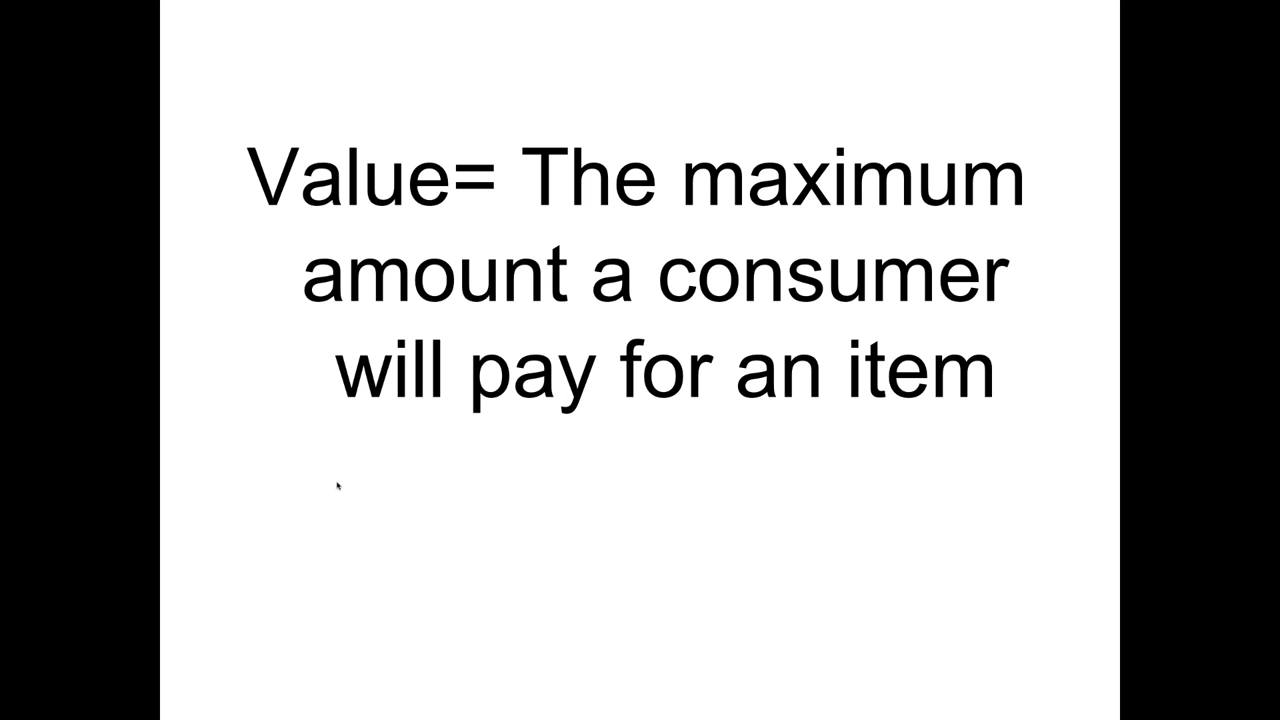 Value= The maximum
amount a consumer
will pay for an item